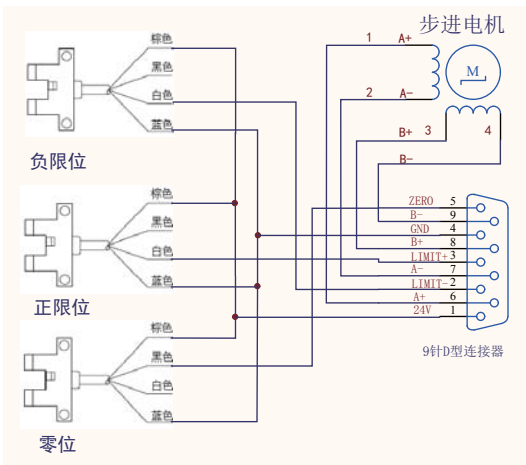 棕色
黑色
白色
蓝色
负限位
棕色
黑色
白色
蓝色
正限位
棕色
黑色
白色
蓝色
零位
步进电机
1 A+
M
2 A-
B+ 3 4
B-
ZERO 5
B- 9
GND 4
B+ 8
LIMIT+ 3
A- 7
LIMIT- 2
A+ 6
24V 1
9针D型连接器